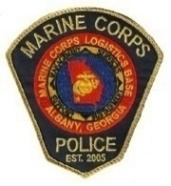 MARINE CORPS
MARINE CORPS LOGISTICS BASE
ALBANY, GEORGIA
POLICE
EST. 2005